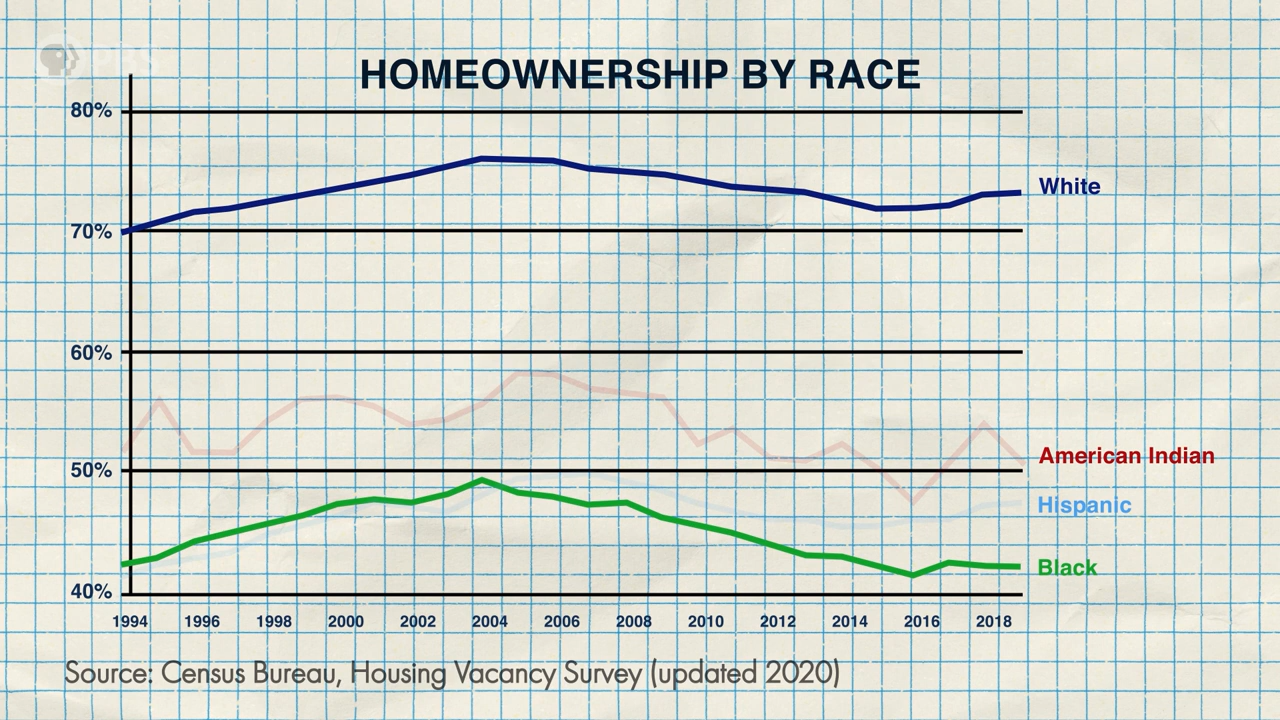 PBS
HOMEOWNERSHIP BY RACE
80%
70%
60%
50%
40%
White
American Indian
Hispanic
Black
1994 1996 1998 2000 2002 2004 2006 2008 2010 2012 2014 2016 2018
Source: Census Bureau, Housing Vacancy Survey (updated 2020)